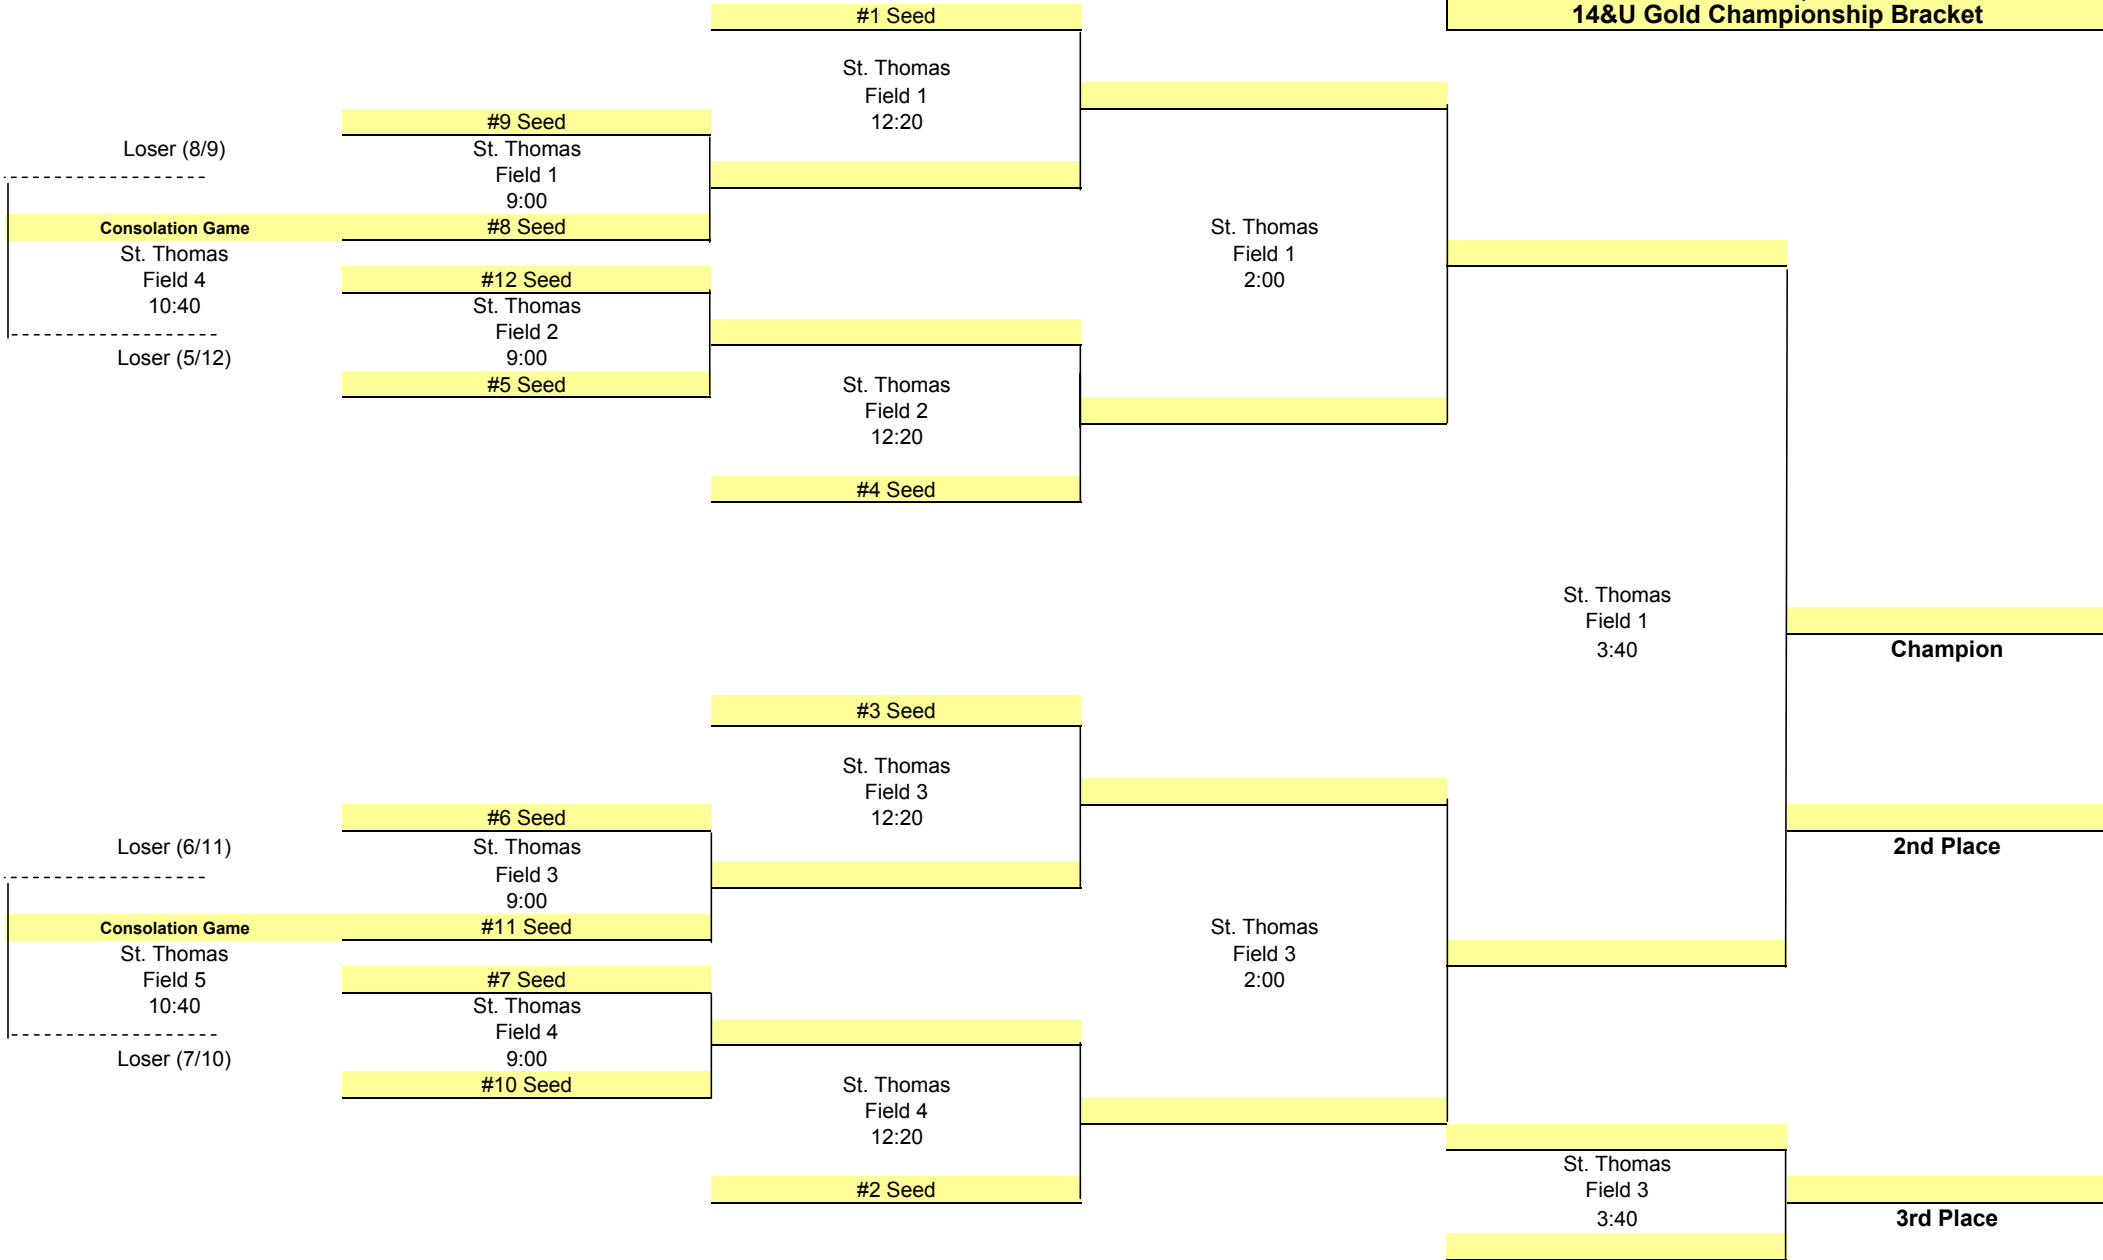 #1 Seed
14&U Gold Championship Bracket
St. Thomas
Field 1
12:20
#9 Seed
Loser (8/9)
St. Thomas
Field 1
9:00
Consolation Game
#8 Seed
St. Thomas
Field 1
2:00
St. Thomas
Field 4
10:40
#12 Seed
St. Thomas
Field 2
9:00
Loser (5/12)
#5 Seed
St. Thomas
Field 2
12:20
#4 Seed
St. Thomas
Field 1
3:40
Champion
#3 Seed
St. Thomas
Field 3
12:20
#6 Seed
Loser (6/11)
St. Thomas
Field 3
9:00
2nd Place
Consolation Game
#11 Seed
St. Thomas
Field 3
2:00
St. Thomas
Field 5
10:40
#7 Seed
St. Thomas
Field 4
9:00
Loser (7/10)
#10 Seed
St. Thomas
Field 4
12:20
#2 Seed
St. Thomas
Field 3
3:40
3rd Place